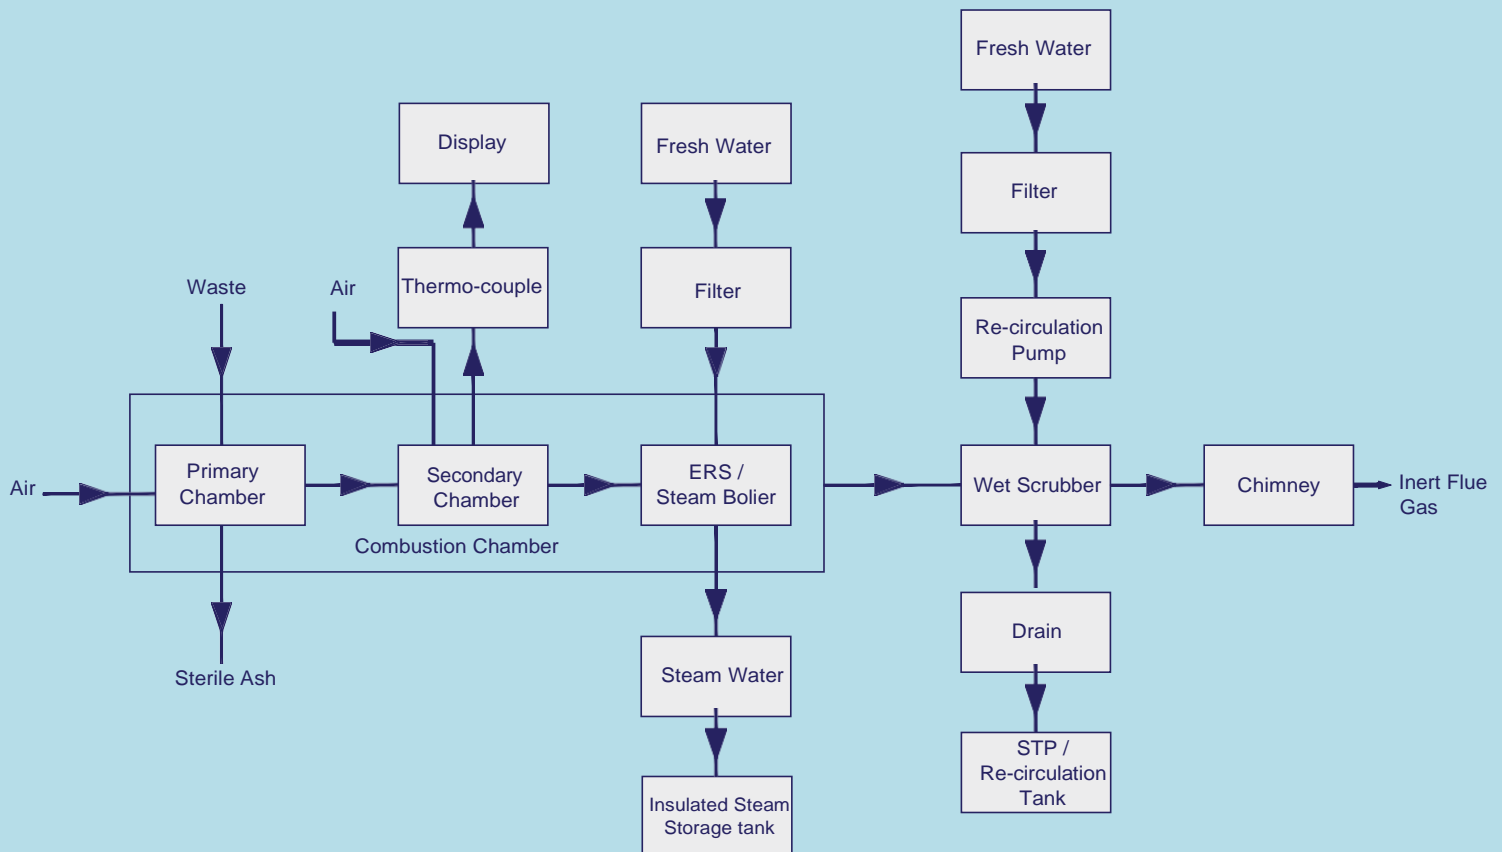 Fresh Water
Display
Fresh Water
Filter
Thermo-couple
Filter
Waste
Air
Re-circulation
Pump
Air
Primary
Chamber
Secondary
Chamber
ERS /
Steam Bolier
Wet Scrubber
Chimney
Inert Flue
Gas
Combustion Chamber
Sterile Ash
Steam Water
Drain
Insulated Steam
Storage tank
STP /
Re-circulation
Tank